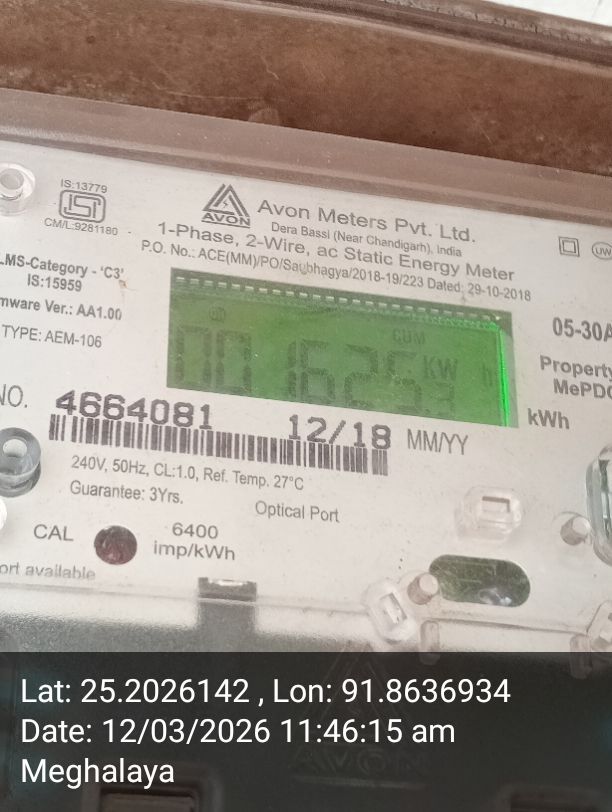 IS:13779
ISI
CM/L:9281180
AVON
Avon Meters Pvt. Ltd.
Dera Bassi (Near Chandigarh), India
1-Phase, 2-Wire, ac Static Energy Meter
P.O. No.: ACE(MM)/PO/Saubhagya/2018-19/223 Dated: 29-10-2018
LMS-Category - 'C3'
IS:15959
mware Ver.: AA1.00
TYPE: AEM-106
CUM
KW h
05-30A
Property
MePDC
kWh
NO. 4664081 12/18 MM/YY
240V, 50Hz, CL:1.0, Ref. Temp. 27°C
Guarantee: 3Yrs.
Optical Port
CAL
6400
imp/kWh
ort available
Lat: 25.2026142 , Lon: 91.8636934
Date: 12/03/2026 11:46:15 am
Meghalaya